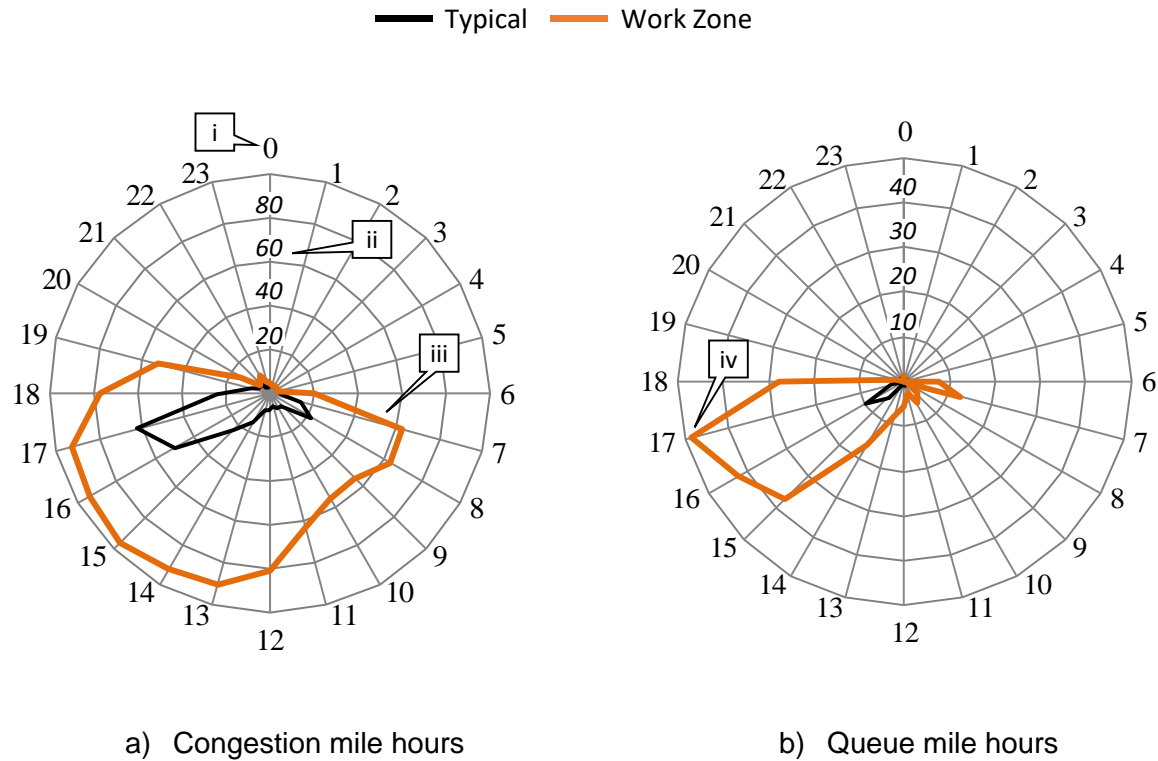 Typical Work Zone
i
0
23 1
22 2
80
21 ii 3
60
20 4
40
19 5
20 iii
18 6
17 7
16 8
15 9
14 10
13 11
12
0
23 1
22 40 2
21 30 3
20 4
20
19 10 5
iv
18 6
17 7
16 8
15 9
14 10
13 11
12
a) Congestion mile hours
b) Queue mile hours